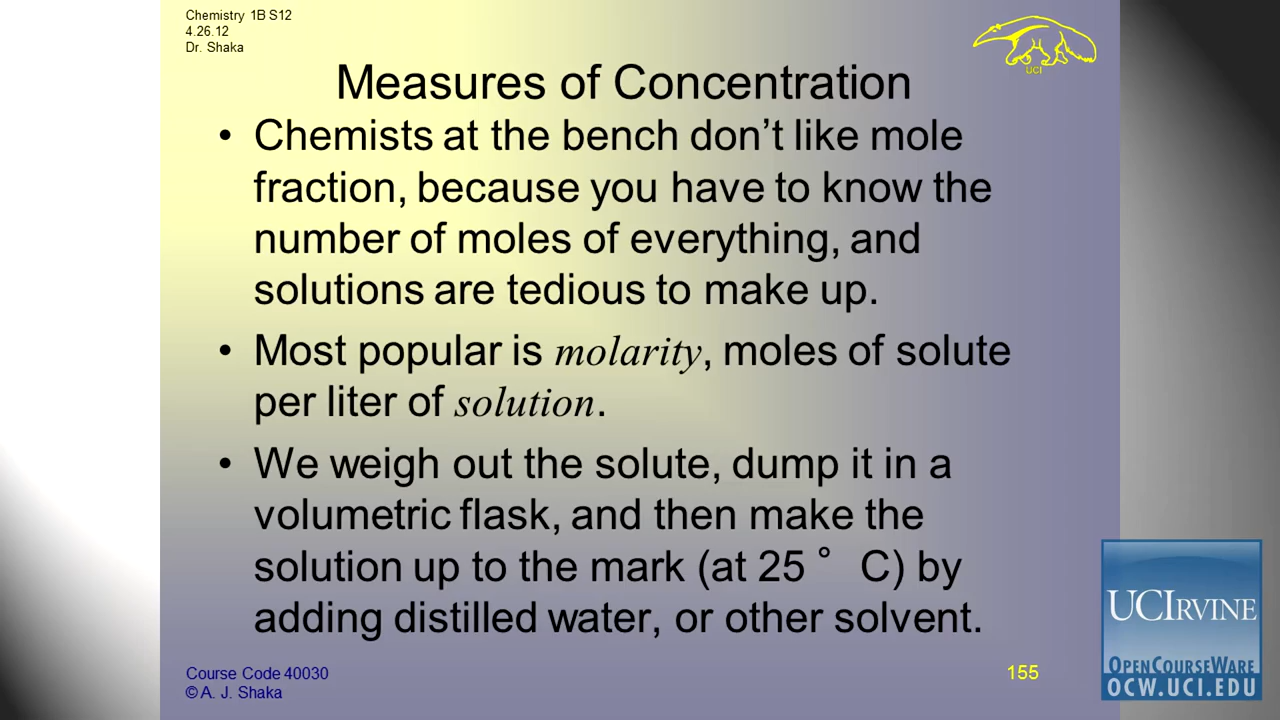 Chemistry 1B S12
4.26.12
Dr. Shaka
UCI
Measures of Concentration
• Chemists at the bench don’t like mole
fraction, because you have to know the
number of moles of everything, and
solutions are tedious to make up.
• Most popular is molarity, moles of solute
per liter of solution.
• We weigh out the solute, dump it in a
volumetric flask, and then make the
solution up to the mark (at 25 ° C) by
adding distilled water, or other solvent.
Course Code 40030
© A. J. Shaka
155
UCIRVINE
OPENCOURSEWARE
OCW.UCI.EDU